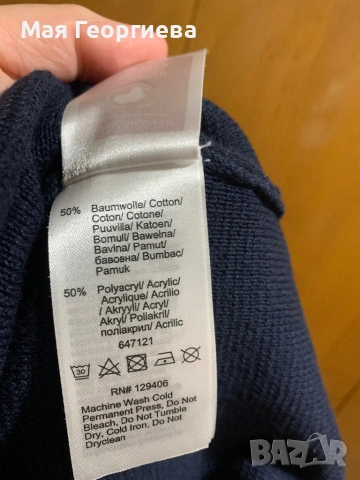 Мая Георгиева
50% Baumwolle/ Cotton/
Coton/ Cotone/
Puuvilla/ Katoen/
Bomull/ Bawełna/
Bavlna/ Pamut/
бавовна/ Bumbac/
Pamuk
50% Polyacryl/ Acrylic/
Acrylique/ Acrilio
/ Akryyli/ Acryl/
Akryl/ Poliakril/
поліакрил/ Acrilic
647121
30
RN# 129406
Machine Wash Cold
Permanent Press, Do Not
Bleach, Do Not Tumble
Dry, Cold Iron, Do Not
Dryclean
BAZAR